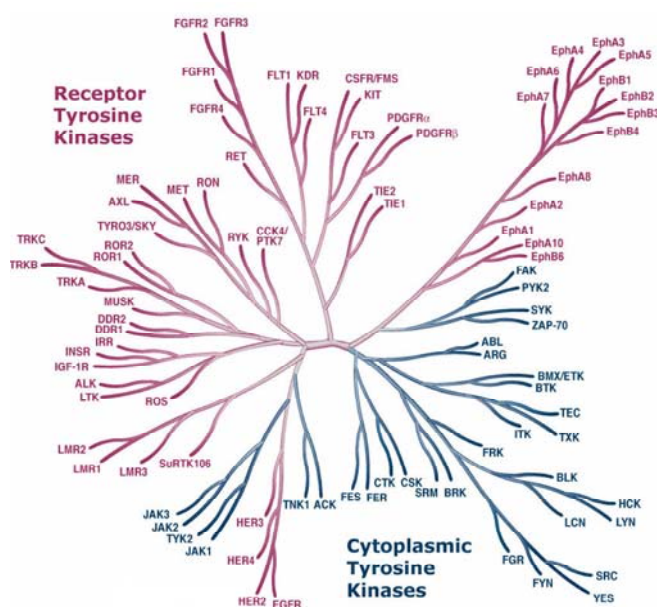 FGFR2
FGFR3
FGFR1
FGFR4
RET
FLT1
KDR
FLT4
CSFR/FMS
KIT
FLT3
PDGFRα
PDGFRβ
TIE2
TIE1
EphA4
EphA3
EphA5
EphA6
EphA7
EphB1
EphB2
EphB3
EphB4
EphA8
EphA2
EphA1
EphA10
EphB6
Receptor
Tyrosine
Kinases
MER
AXL
TYRO3/SKY
MET
RON
RYK
CCK4/
PTK7
TRKC
TRKB
TRKA
ROR2
ROR1
MUSK
DDR2
DDR1
IRR
INSR
IGF-1R
ALK
LTK
ROS
LMR2
LMR1
LMR3
SuRTK106
FAK
PYK2
SYK
ZAP-70
ABL
ARG
BMX/ETK
BTK
TEC
TXK
ITK
FRK
BLK
HCK
LYN
LCN
SRC
YES
FYN
FGR
BRK
SRM
CSK
CTK
FER
FES
ACK
TNK1
JAK3
JAK2
TYK2
JAK1
HER3
HER4
HER2
EGFR
Cytoplasmic
Tyrosine
Kinases